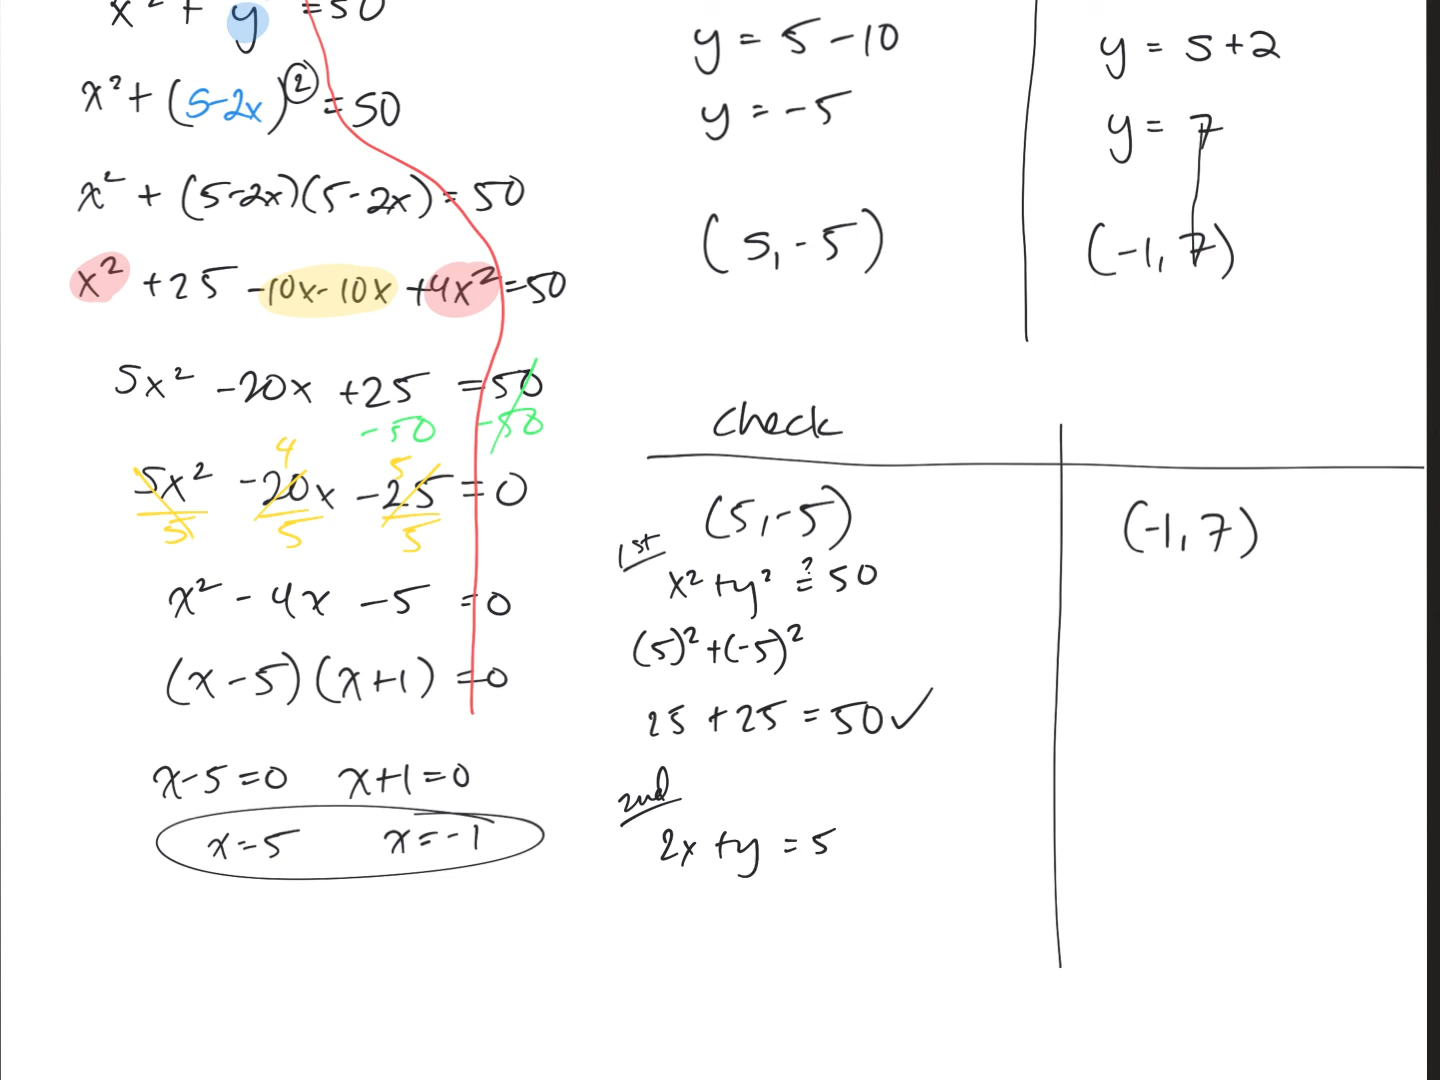 x² + y = 50
x² + (5-2x)² = 50
x² + (5-2x)(5-2x) = 50
x² + 25 - 10x - 10x + 4x² = 50
5x² - 20x + 25 = 50
- 50 - 50
4 5
5x² - 20x - 25 = 0
5 5 5
x² - 4x - 5 = 0
(x - 5)(x + 1) = 0
x - 5 = 0 x + 1 = 0
x = 5 x = -1
y = 5 - 10
y = -5
(5, -5)
y = 5 + 2
y = 7
(-1, 7)
check
(5, -5)
1st
x² + y² ≟ 50
(5)² + (-5)²
25 + 25 = 50 ✓
2nd
2x + y = 5
(-1, 7)